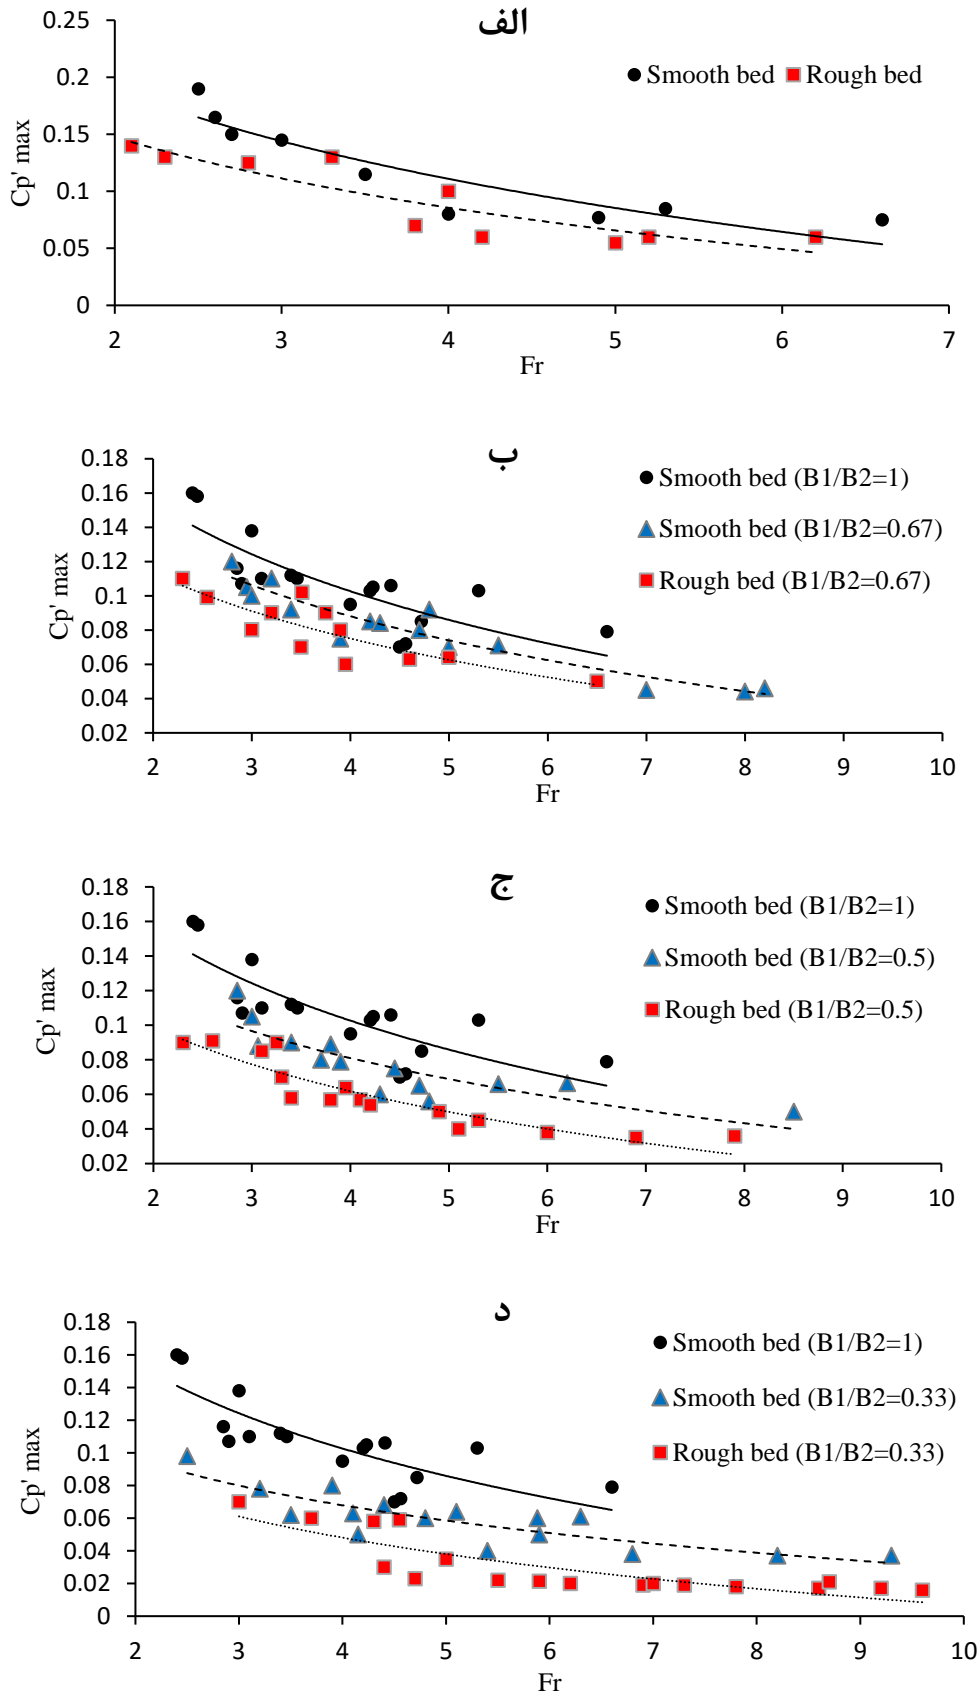 الف
Smooth bed Rough bed
0.25
0.2
0.15
0.1
0.05
0
Cp' max
2 3 4 5 6 7
Fr
ب
Smooth bed (B1/B2=1)
Smooth bed (B1/B2=0.67)
Rough bed (B1/B2=0.67)
0.18
0.16
0.14
0.12
0.1
0.08
0.06
0.04
0.02
Cp' max
2 3 4 5 6 7 8 9 10
Fr
ج
Smooth bed (B1/B2=1)
Smooth bed (B1/B2=0.5)
Rough bed (B1/B2=0.5)
0.18
0.16
0.14
0.12
0.1
0.08
0.06
0.04
0.02
Cp' max
2 3 4 5 6 7 8 9 10
Fr
د
Smooth bed (B1/B2=1)
Smooth bed (B1/B2=0.33)
Rough bed (B1/B2=0.33)
0.18
0.16
0.14
0.12
0.1
0.08
0.06
0.04
0.02
0
Cp' max
2 3 4 5 6 7 8 9 10
Fr